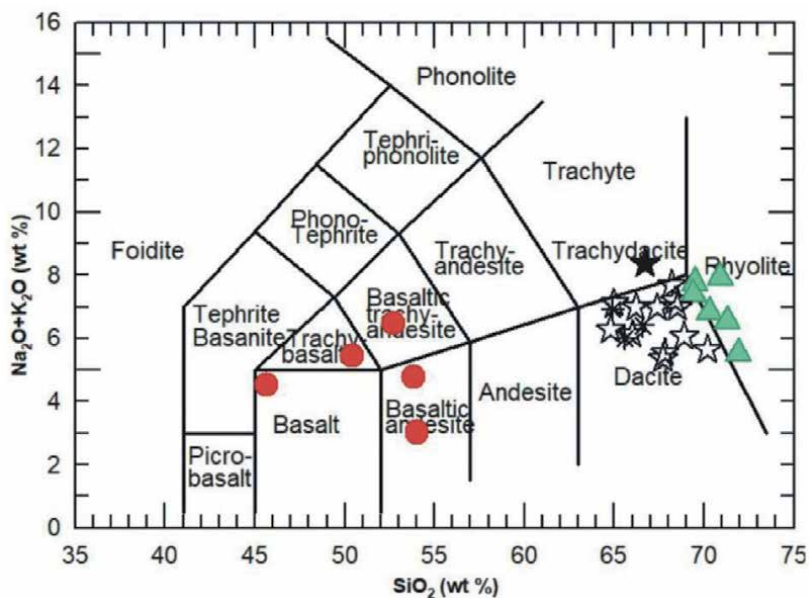 16
14
12
10
8
6
4
2
0
Na2O+K2O (wt %)
Phonolite
Tephri-
phonolite
Trachyte
Phono-
Tephrite
Foidite
Trachy-
andesite
Trachydacite
Rhyolite
Tephrite
Basanite
Basaltic
trachy-
andesite
Trachy-
basalt
Basalt
Basaltic
andesite
Andesite
Dacite
Picro-
basalt
35 40 45 50 55 60 65 70 75
SiO2 (wt %)